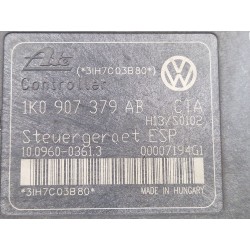 Ate (*3IH7C03B80*)
Controller
1K0 907 379 AB C1A
H13/S0102
Steuergeraet ESP
10.0960-0361.3 00007194G1
*3IH7C03B80*
MADE IN HUNGARY